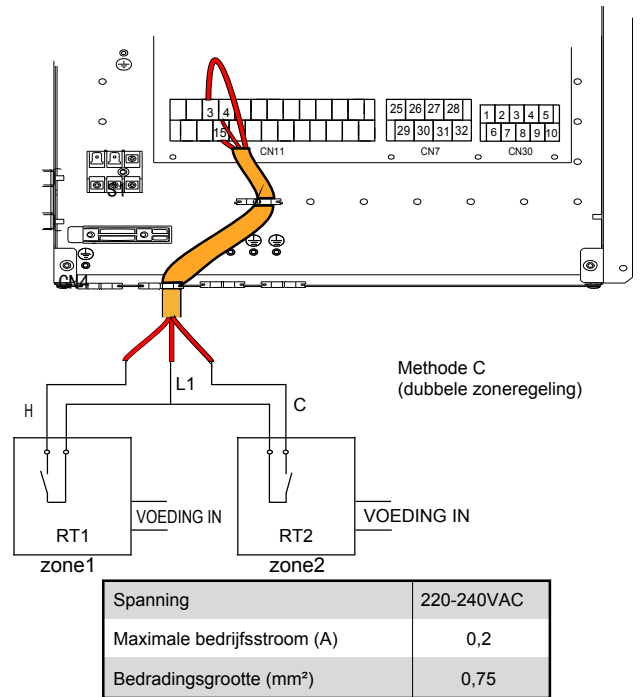 3 4
15
CN11
25 26 27 28
29 30 31 32
CN7
1 2 3 4 5
6 7 8 9 10
CN30
CN4
Methode C
(dubbele zoneregeling)
H
L1
C
RT1
VOEDING IN
RT2
VOEDING IN
zone1
zone2
Spanning 220-240VAC
Maximale bedrijfsstroom (A) 0,2
Bedradingsgrootte (mm²) 0,75